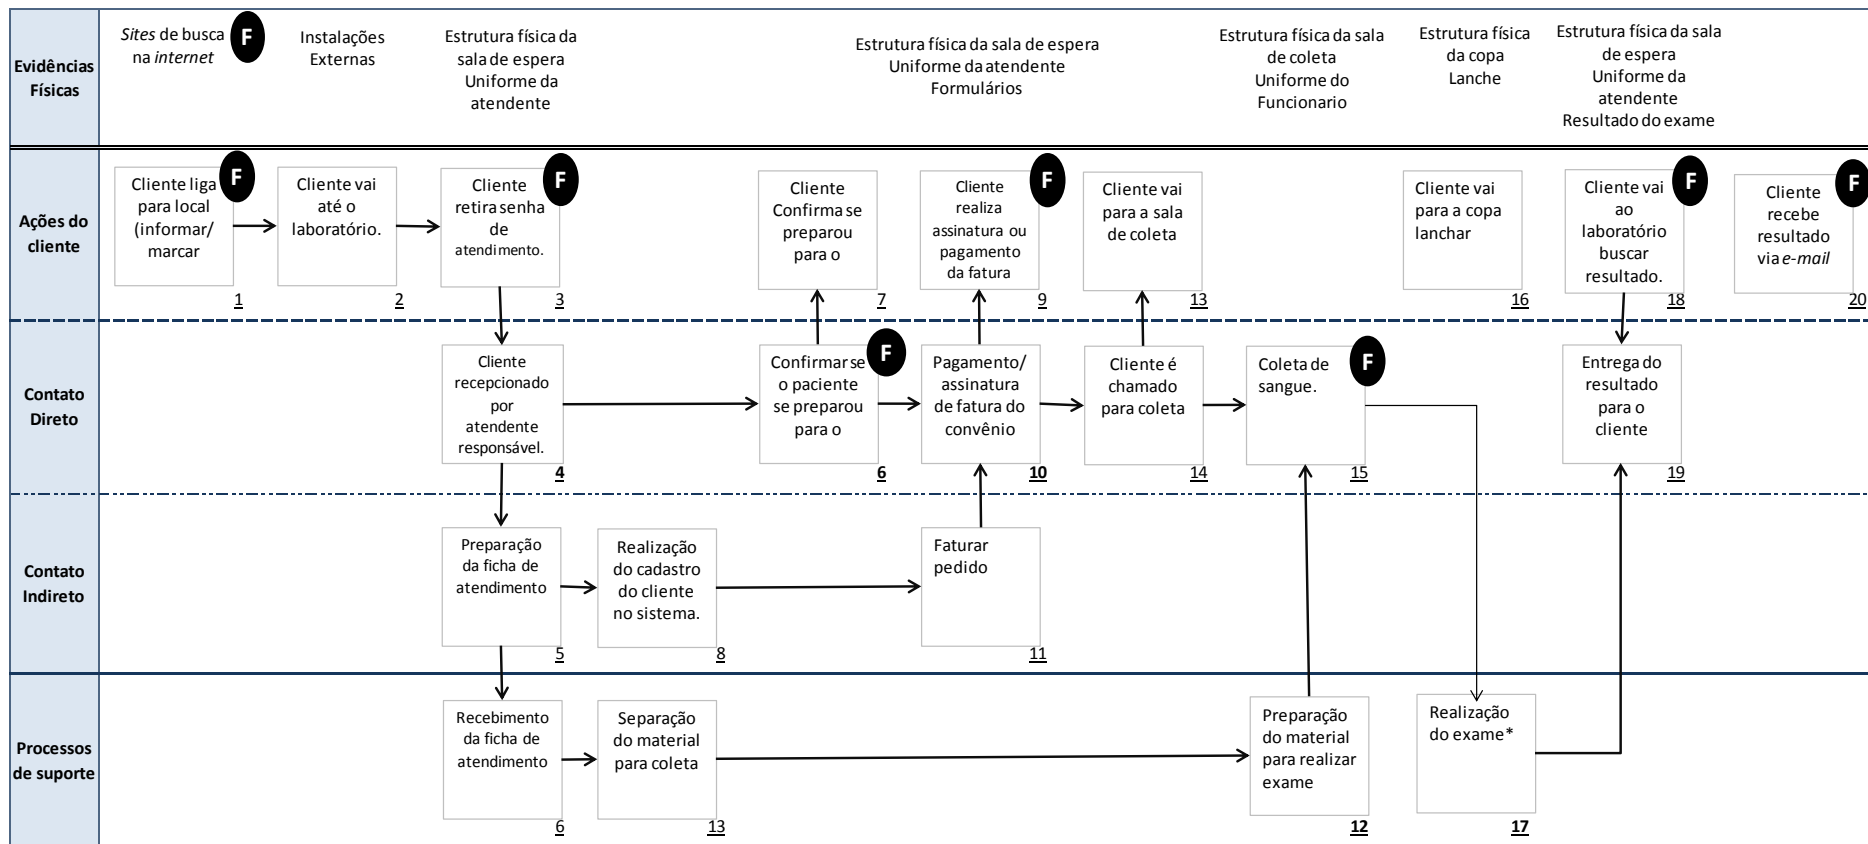 Evidências
Físicas
Sites de busca
na internet
F
Instalações
Externas
Estrutura física da
sala de espera
Uniforme da
atendente
Estrutura física da sala de espera
Uniforme da atendente
Formulários
Estrutura física da sala
de coleta
Uniforme do
Funcionario
Estrutura física
da copa
Lanche
Estrutura física da sala
de espera
Uniforme da
atendente
Resultado do exame
Ações do
cliente
Cliente liga
para local
(informar/
marcar
F
1
Cliente vai
até o
laboratório.
2
Cliente
retira senha
de
atendimento.
F
3
Cliente
Confirma se
preparou
para o
7
Cliente
realiza
assinatura ou
pagamento
da fatura
F
9
Cliente vai
para a sala
de coleta
13
Cliente vai
para a copa
lanchar
16
Cliente vai
ao
laboratório
buscar
resultado.
F
18
Cliente
recebe
resultado
via e-mail
F
20
Contato
Direto
Cliente
recepcionado
por
atendente
responsável.
4
Confirmar se
o paciente
se preparou
para o
F
6
Pagamento/
assinatura
de fatura do
convênio
10
Cliente é
chamado
para coleta
14
Coleta de
sangue.
F
15
Entrega do
resultado
para o
cliente
19
Contato
Indireto
Preparação
da ficha de
atendimento
5
Realização
do cadastro
do cliente
no sistema.
8
Faturar
pedido
11
Processos
de suporte
Recebimento
da ficha de
atendimento
6
Separação
do material
para coleta
13
Preparação
do material
para realizar
exame
12
Realização
do exame*
17